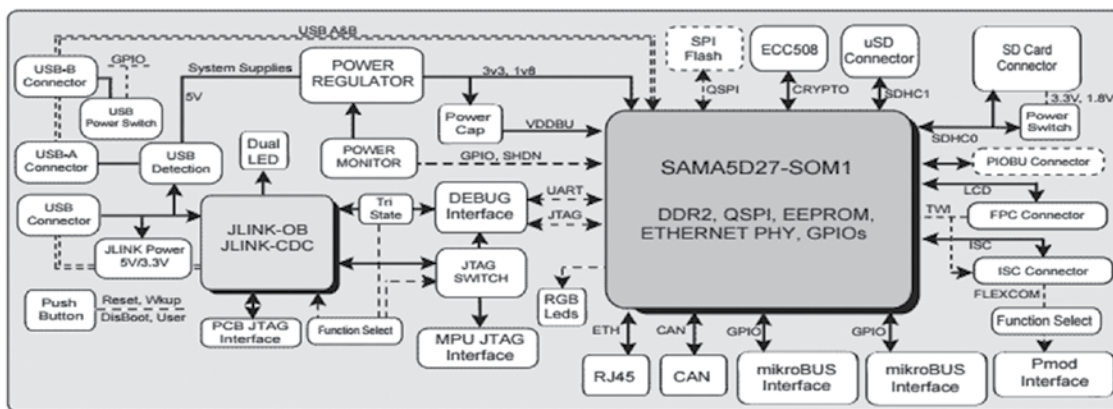 USB A&B
USB-B
Connector
GPIO
USB
Power Switch
System Supplies
5V
POWER
REGULATOR
3v3, 1v8
SPI
Flash
QSPI
ECC508
CRYPTO
uSD
Connector
SDHC1
SD Card
Connector
3.3V, 1.8V
Power
Switch
SDHC0
Power
Cap
VDDBU
USB-A
Connector
USB
Detection
Dual
LED
POWER
MONITOR
GPIO, SHDN
SAMA5D27-SOM1
DDR2, QSPI, EEPROM,
ETHERNET PHY, GPIOs
PIOBU Connector
LCD
TWI
FPC Connector
ISC
ISC Connector
FLEXCOM
Function Select
Pmod
Interface
USB
Connector
JLINK Power
5V/3.3V
JLINK-OB
JLINK-CDC
Tri
State
DEBUG
Interface
UART
JTAG
JTAG
SWITCH
RGB
Leds
Push
Button
Reset, Wkup
DisBoot, User
PCB JTAG
Interface
Function Select
MPU JTAG
Interface
ETH
CAN
GPIO
GPIO
RJ45
CAN
mikroBUS
Interface
mikroBUS
Interface